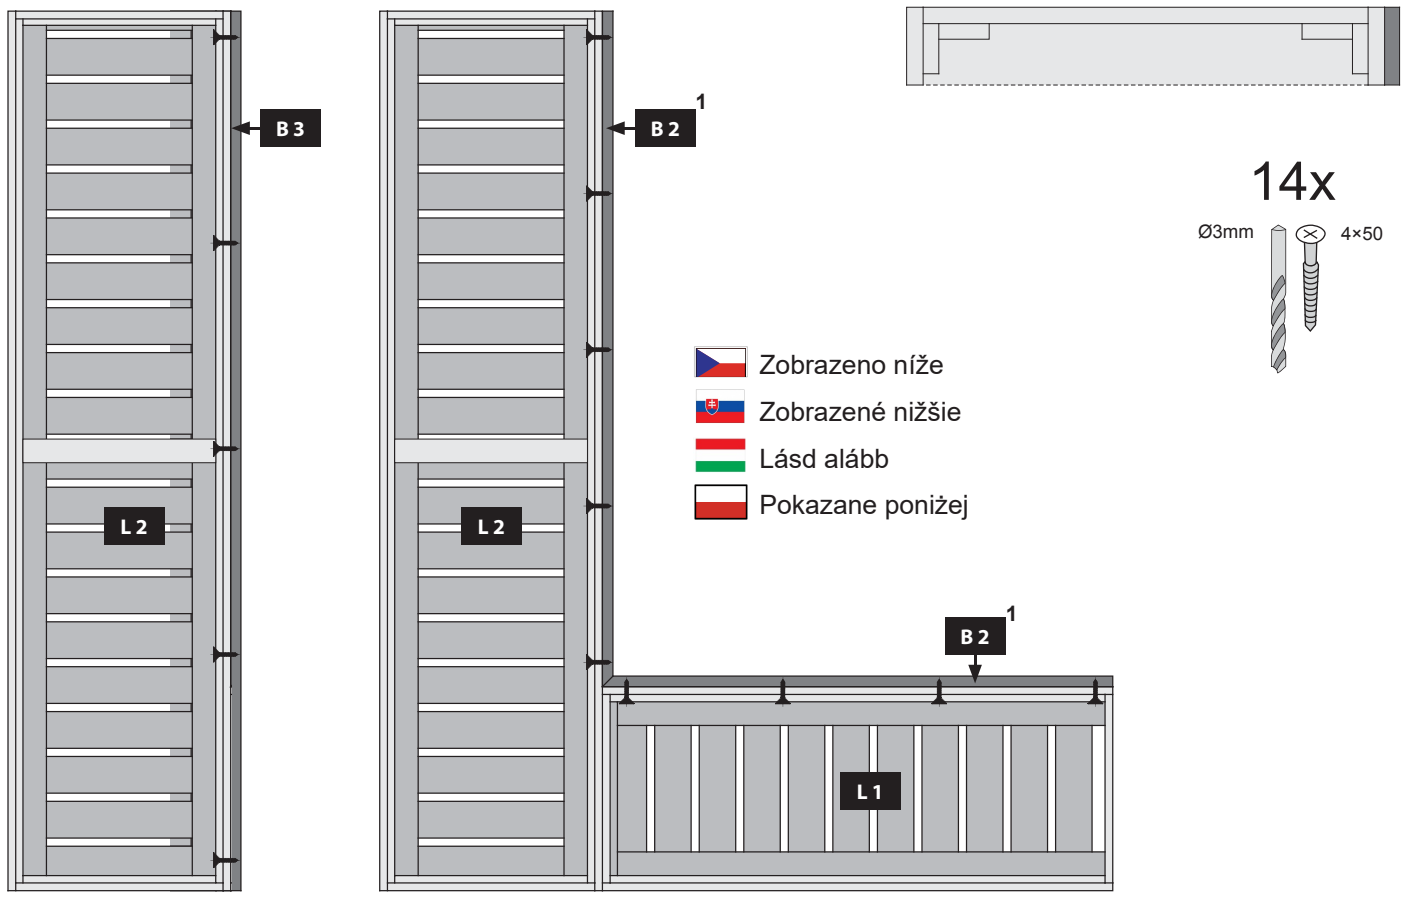 B 3
B 2
1
14x
Ø3mm
4×50
Zobrazeno níže
Zobrazené nižšie
Lásd alább
Pokazane poniżej
L 2
L 2
B 2
1
L 1